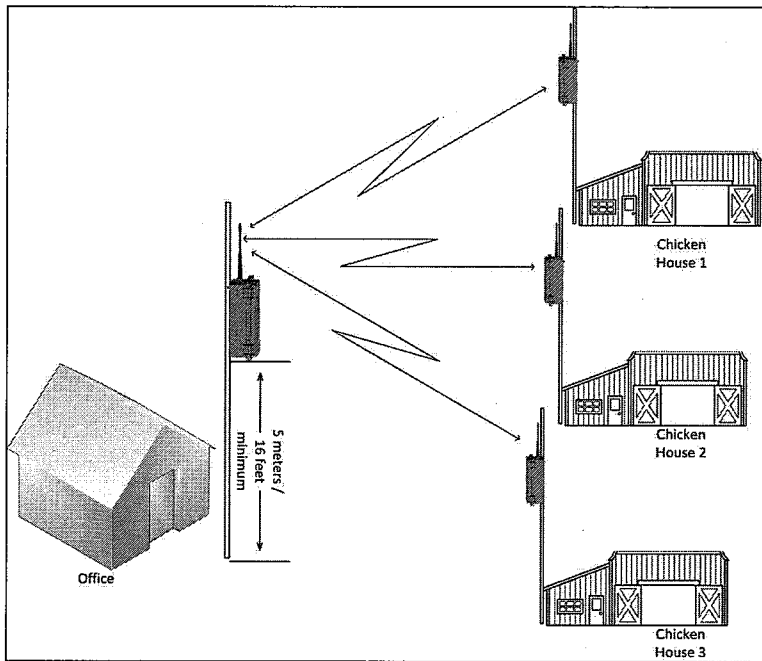 Chicken
House 1
5 meters /
16 feet
minimum
Chicken
House 2
Office
Chicken
House 3